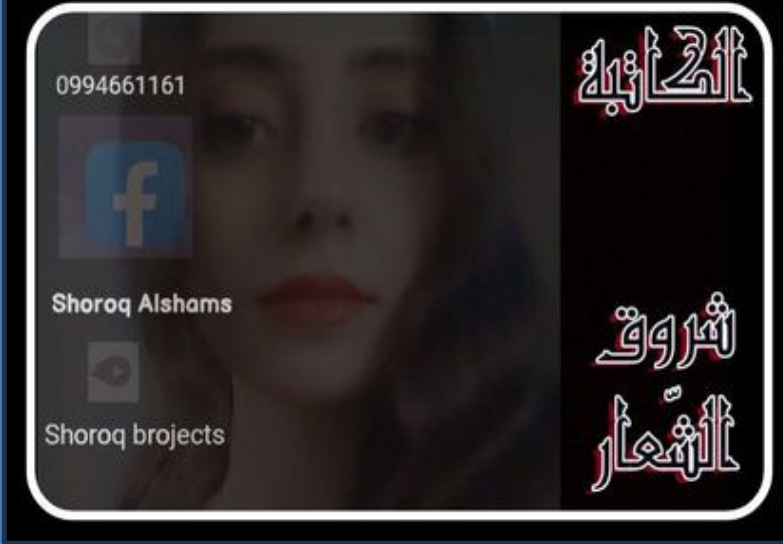 الكاتبة
0994661161
f
Shoroq Alshams
شروق
الشّعار
Shoroq brojects